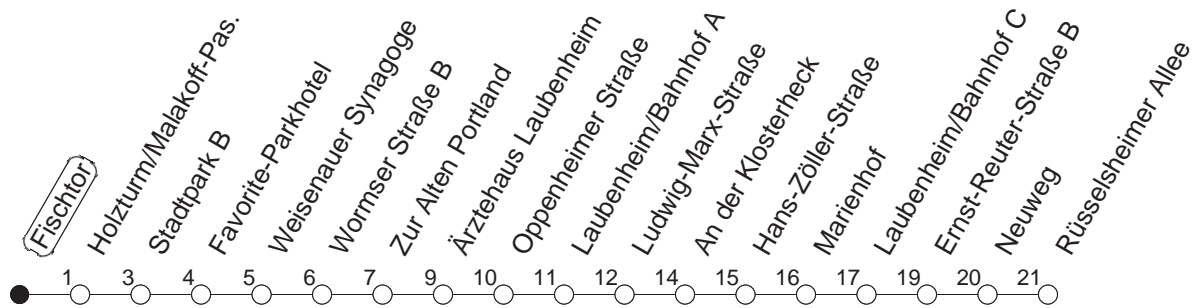 Fischtor
Holzturm/Malakoff-Pas.
Stadtpark B
Favorite-Parkhotel
Weisenauer Synagoge
Wormser Straße B
Zur Alten Portland
Ärztehaus Laubenheim
Oppenheimer Straße
Laubenheim/Bahnhof A
Ludwig-Marx-Straße
An der Klosterheck
Hans-Zöller-Straße
Marienhof
Laubenheim/Bahnhof C
Ernst-Reuter-Straße B
Neuweg
Rüsselsheimer Allee
1 3 4 5 6 7 9 10 11 12 14 15 16 17 19 20 21